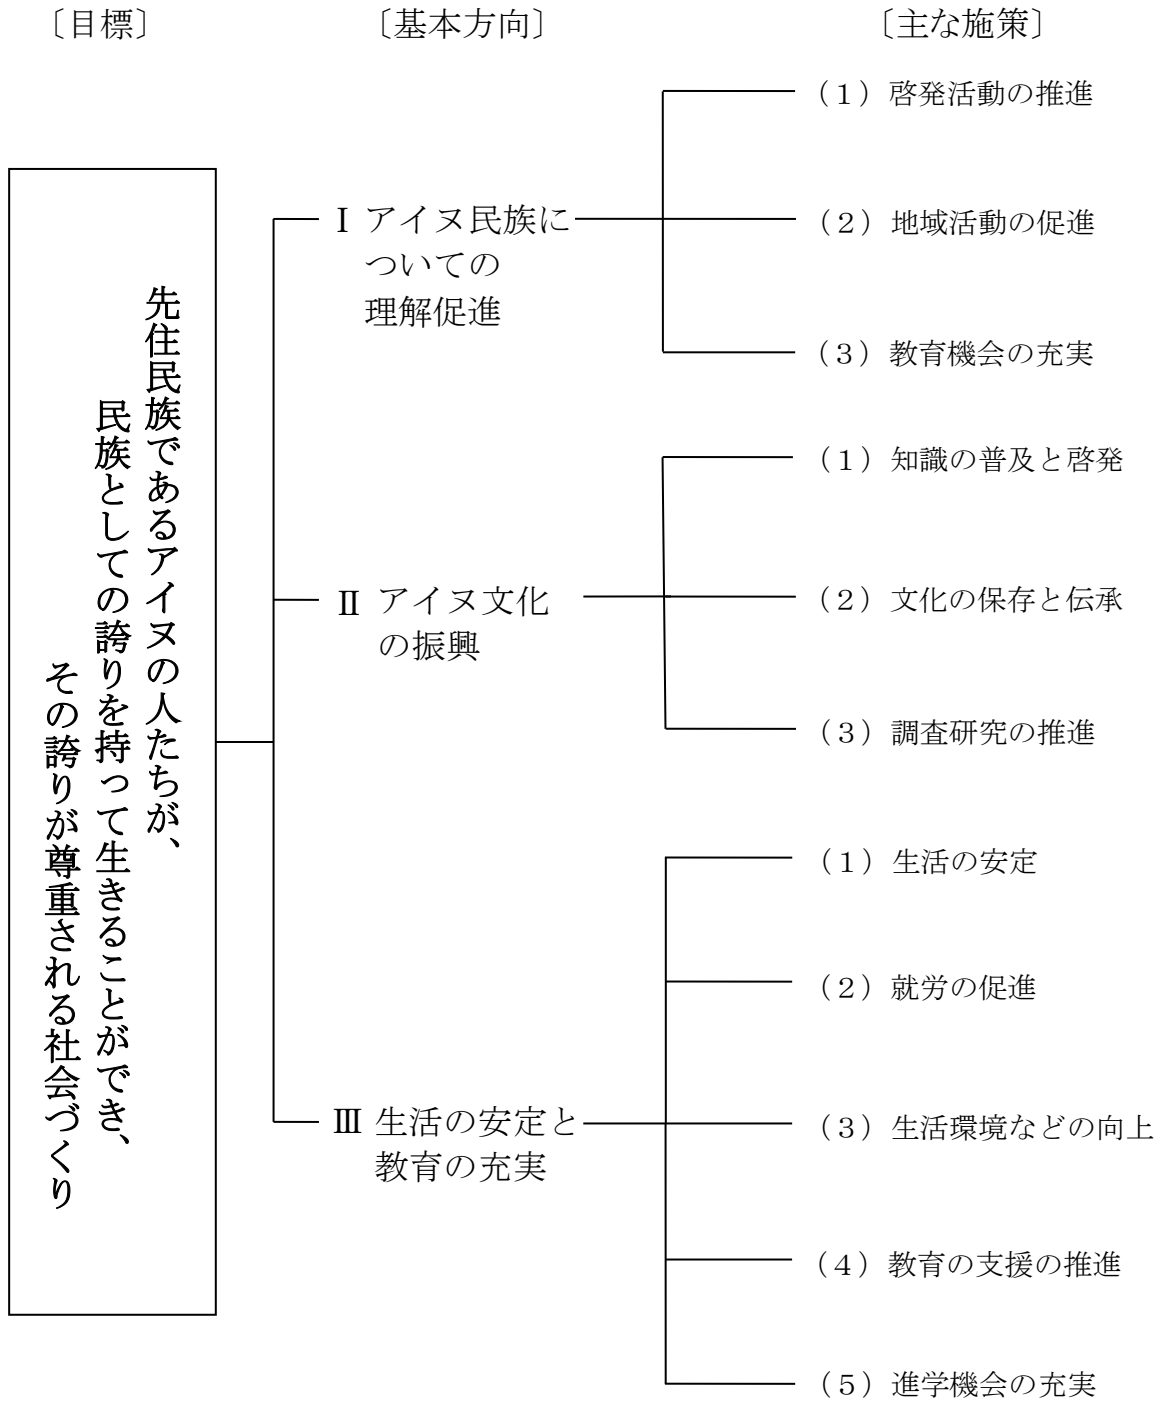 〔目標〕
〔基本方向〕
〔主な施策〕
先住民族であるアイヌの人たちが、
民族としての誇りを持って生きることができ、
その誇りが尊重される社会づくり
Ⅰ アイヌ民族に
ついての
理解促進
（１）啓発活動の推進
（２）地域活動の促進
（３）教育機会の充実
Ⅱ アイヌ文化
の振興
（１）知識の普及と啓発
（２）文化の保存と伝承
（３）調査研究の推進
Ⅲ 生活の安定と
教育の充実
（１）生活の安定
（２）就労の促進
（３）生活環境などの向上
（４）教育の支援の推進
（５）進学機会の充実